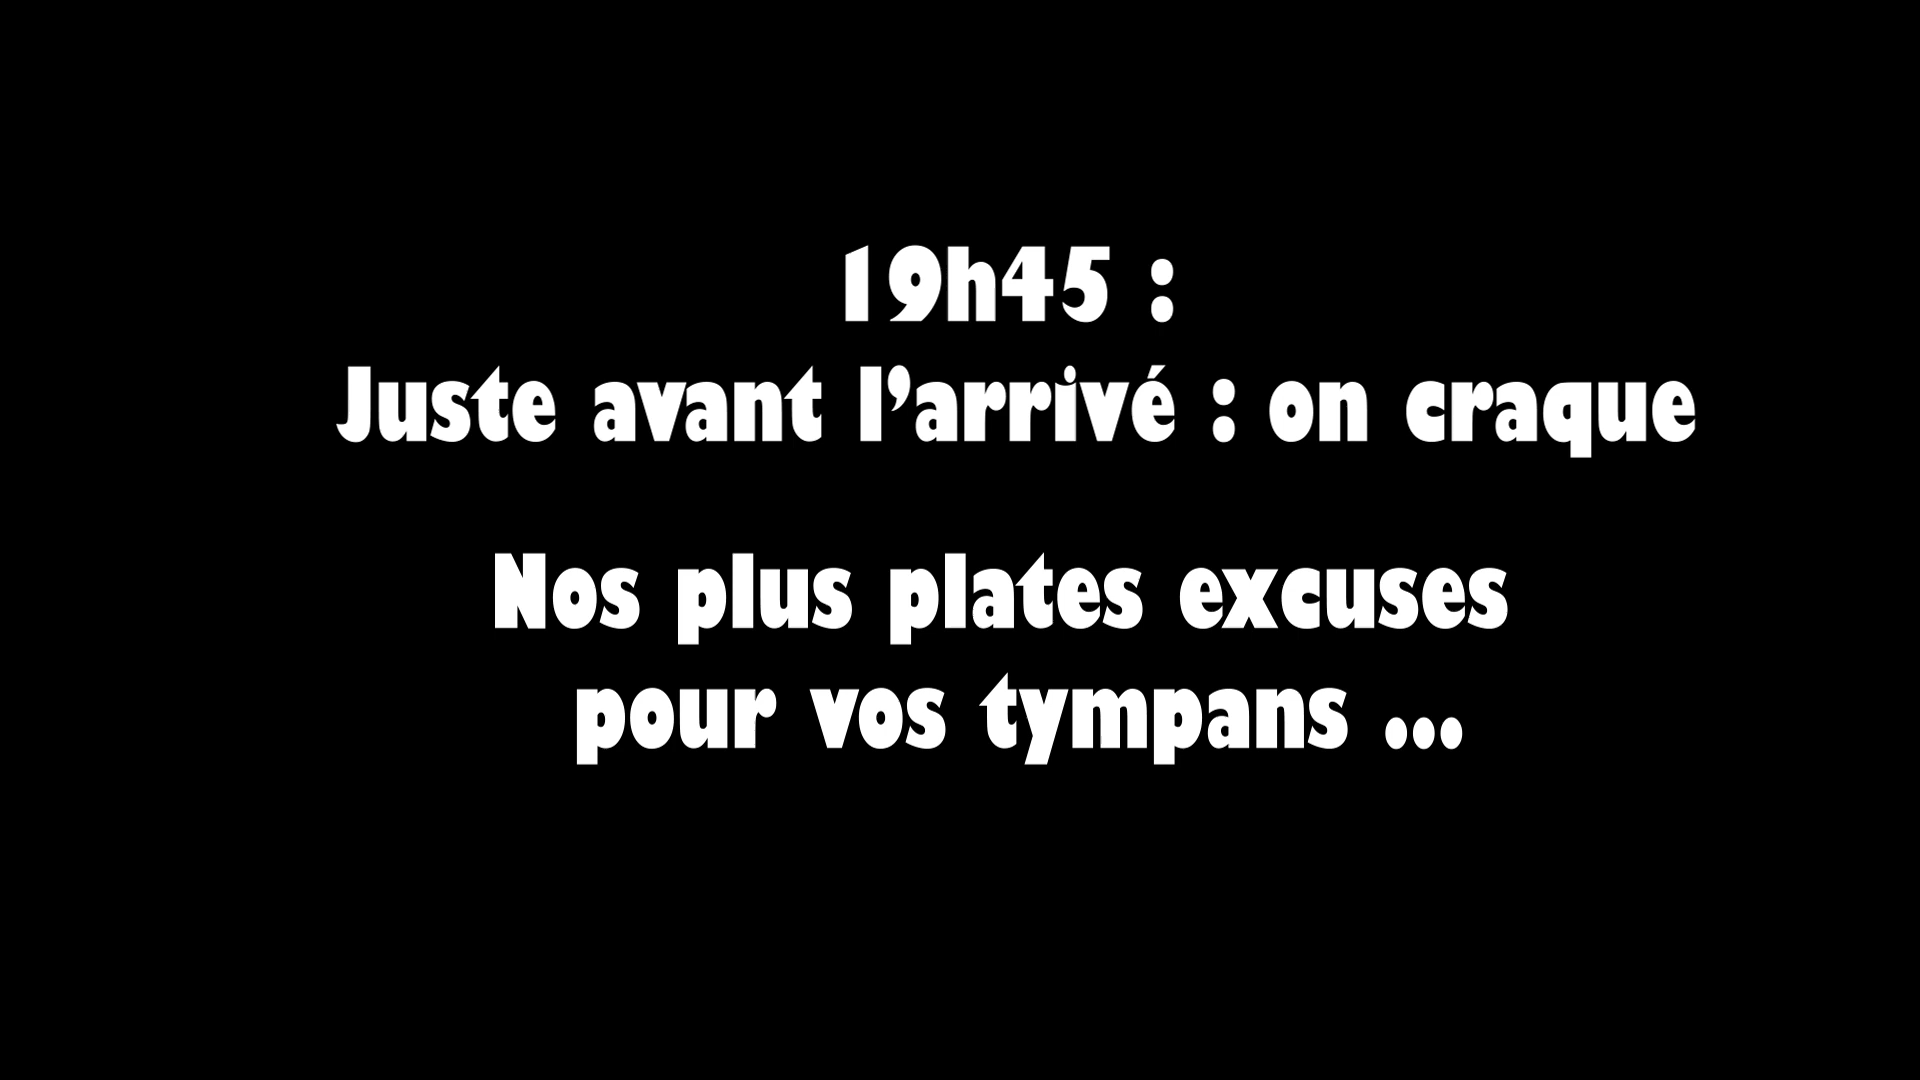 19h45 :
Juste avant l’arrivé : on craque
Nos plus plates excuses
pour vos tympans ...